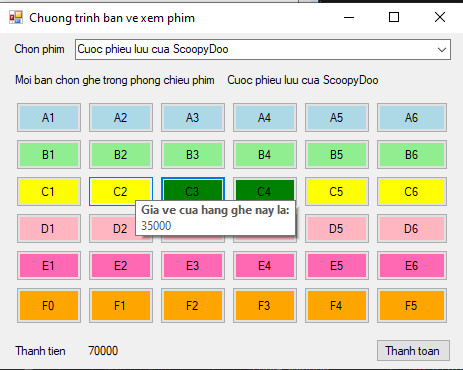 Chuong trinh ban ve xem phim
Chon phim Cuoc phieu luu cua ScoopyDoo
Moi ban chon ghe trong phong chieu phim Cuoc phieu luu cua ScoopyDoo
A1 A2 A3 A4 A5 A6
B1 B2 B3 B4 B5 B6
C1 C2 C3 C4 C5 C6
Gia ve cua hang ghe nay la:
35000
D1 D2 D5 D6
E1 E2 E3 E4 E5 E6
F0 F1 F2 F3 F4 F5
Thanh tien 70000 Thanh toan